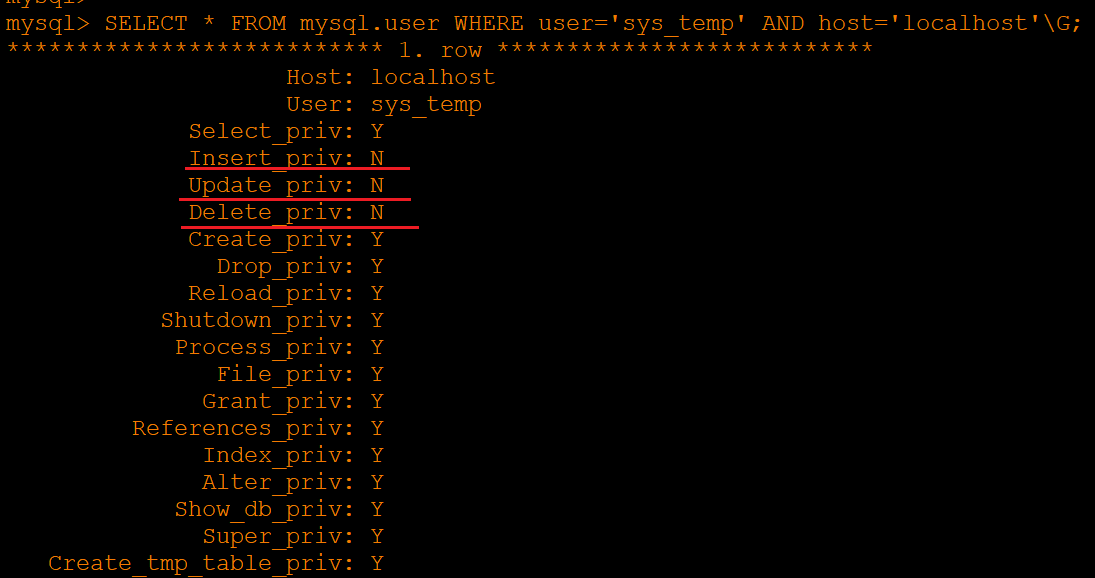 mysql>
mysql> SELECT * FROM mysql.user WHERE user='sys_temp' AND host='localhost'\G;
*************************** 1. row ***************************
Host: localhost
User: sys_temp
Select_priv: Y
Insert_priv: N
Update_priv: N
Delete_priv: N
Create_priv: Y
Drop_priv: Y
Reload_priv: Y
Shutdown_priv: Y
Process_priv: Y
File_priv: Y
Grant_priv: Y
References_priv: Y
Index_priv: Y
Alter_priv: Y
Show_db_priv: Y
Super_priv: Y
Create_tmp_table_priv: Y